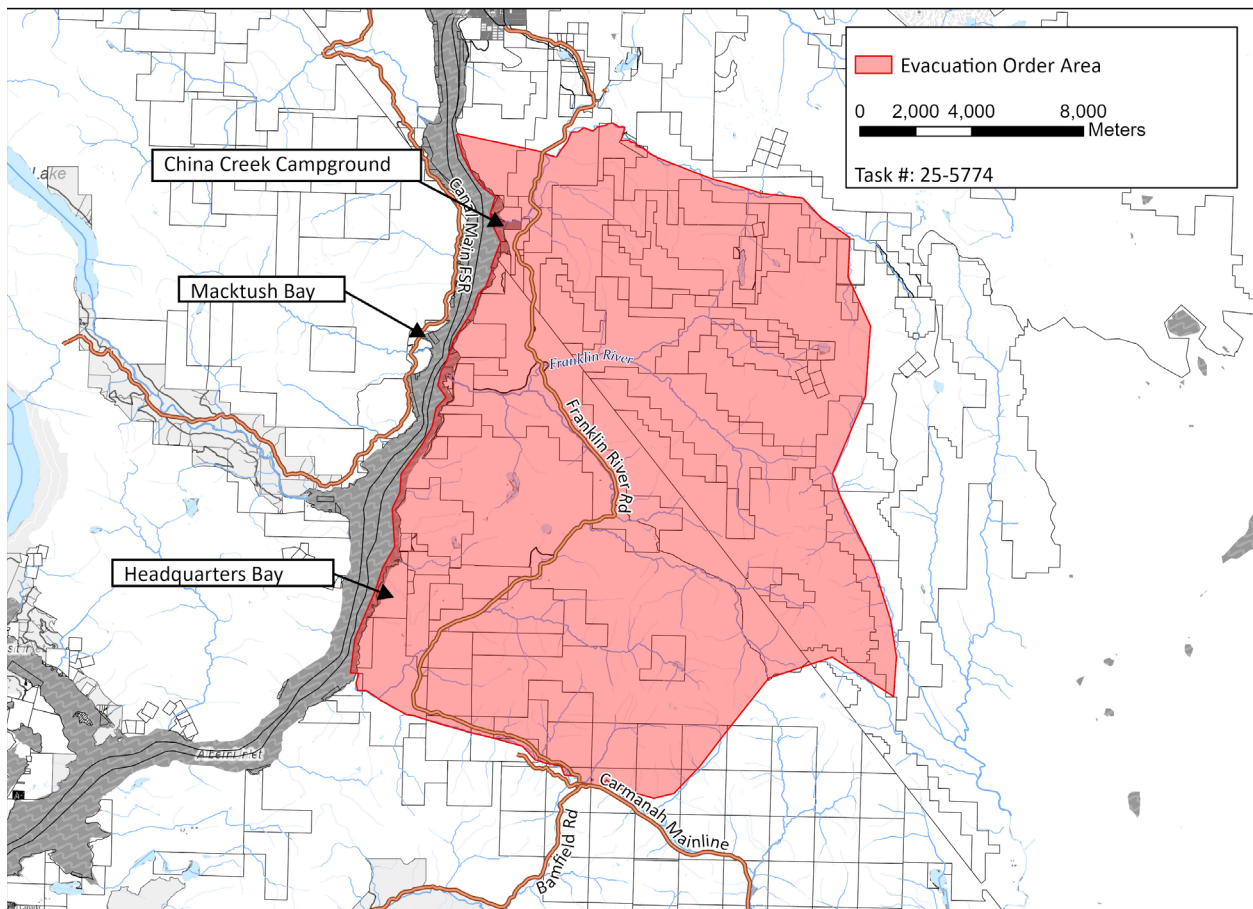 Evacuation Order Area
0 2,000 4,000 8,000
Meters
Task #: 25-5774
China Creek Campground
Lake
Canal Main FSR
Macktush Bay
Franklin River
Franklin River Rd
Headquarters Bay
Carmanah Mainline
Bamfield Rd